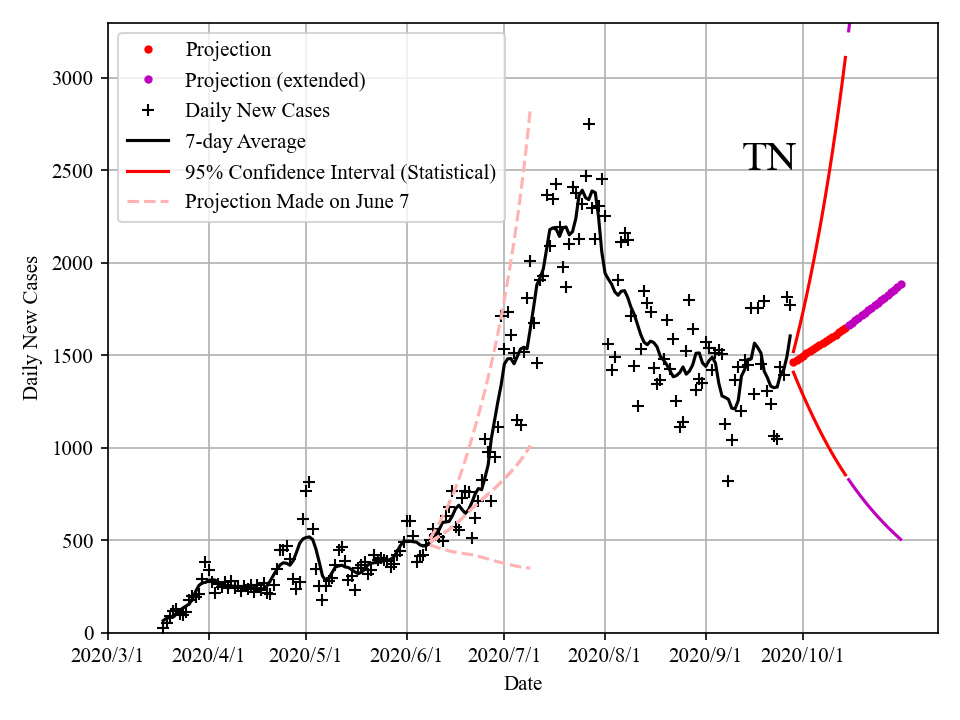 Projection
Projection (extended)
Daily New Cases
7-day Average
95% Confidence Interval (Statistical)
Projection Made on June 7
TN
3000
2500
2000
1500
1000
500
0
Daily New Cases
2020/3/1 2020/4/1 2020/5/1 2020/6/1 2020/7/1 2020/8/1 2020/9/1 2020/10/1
Date